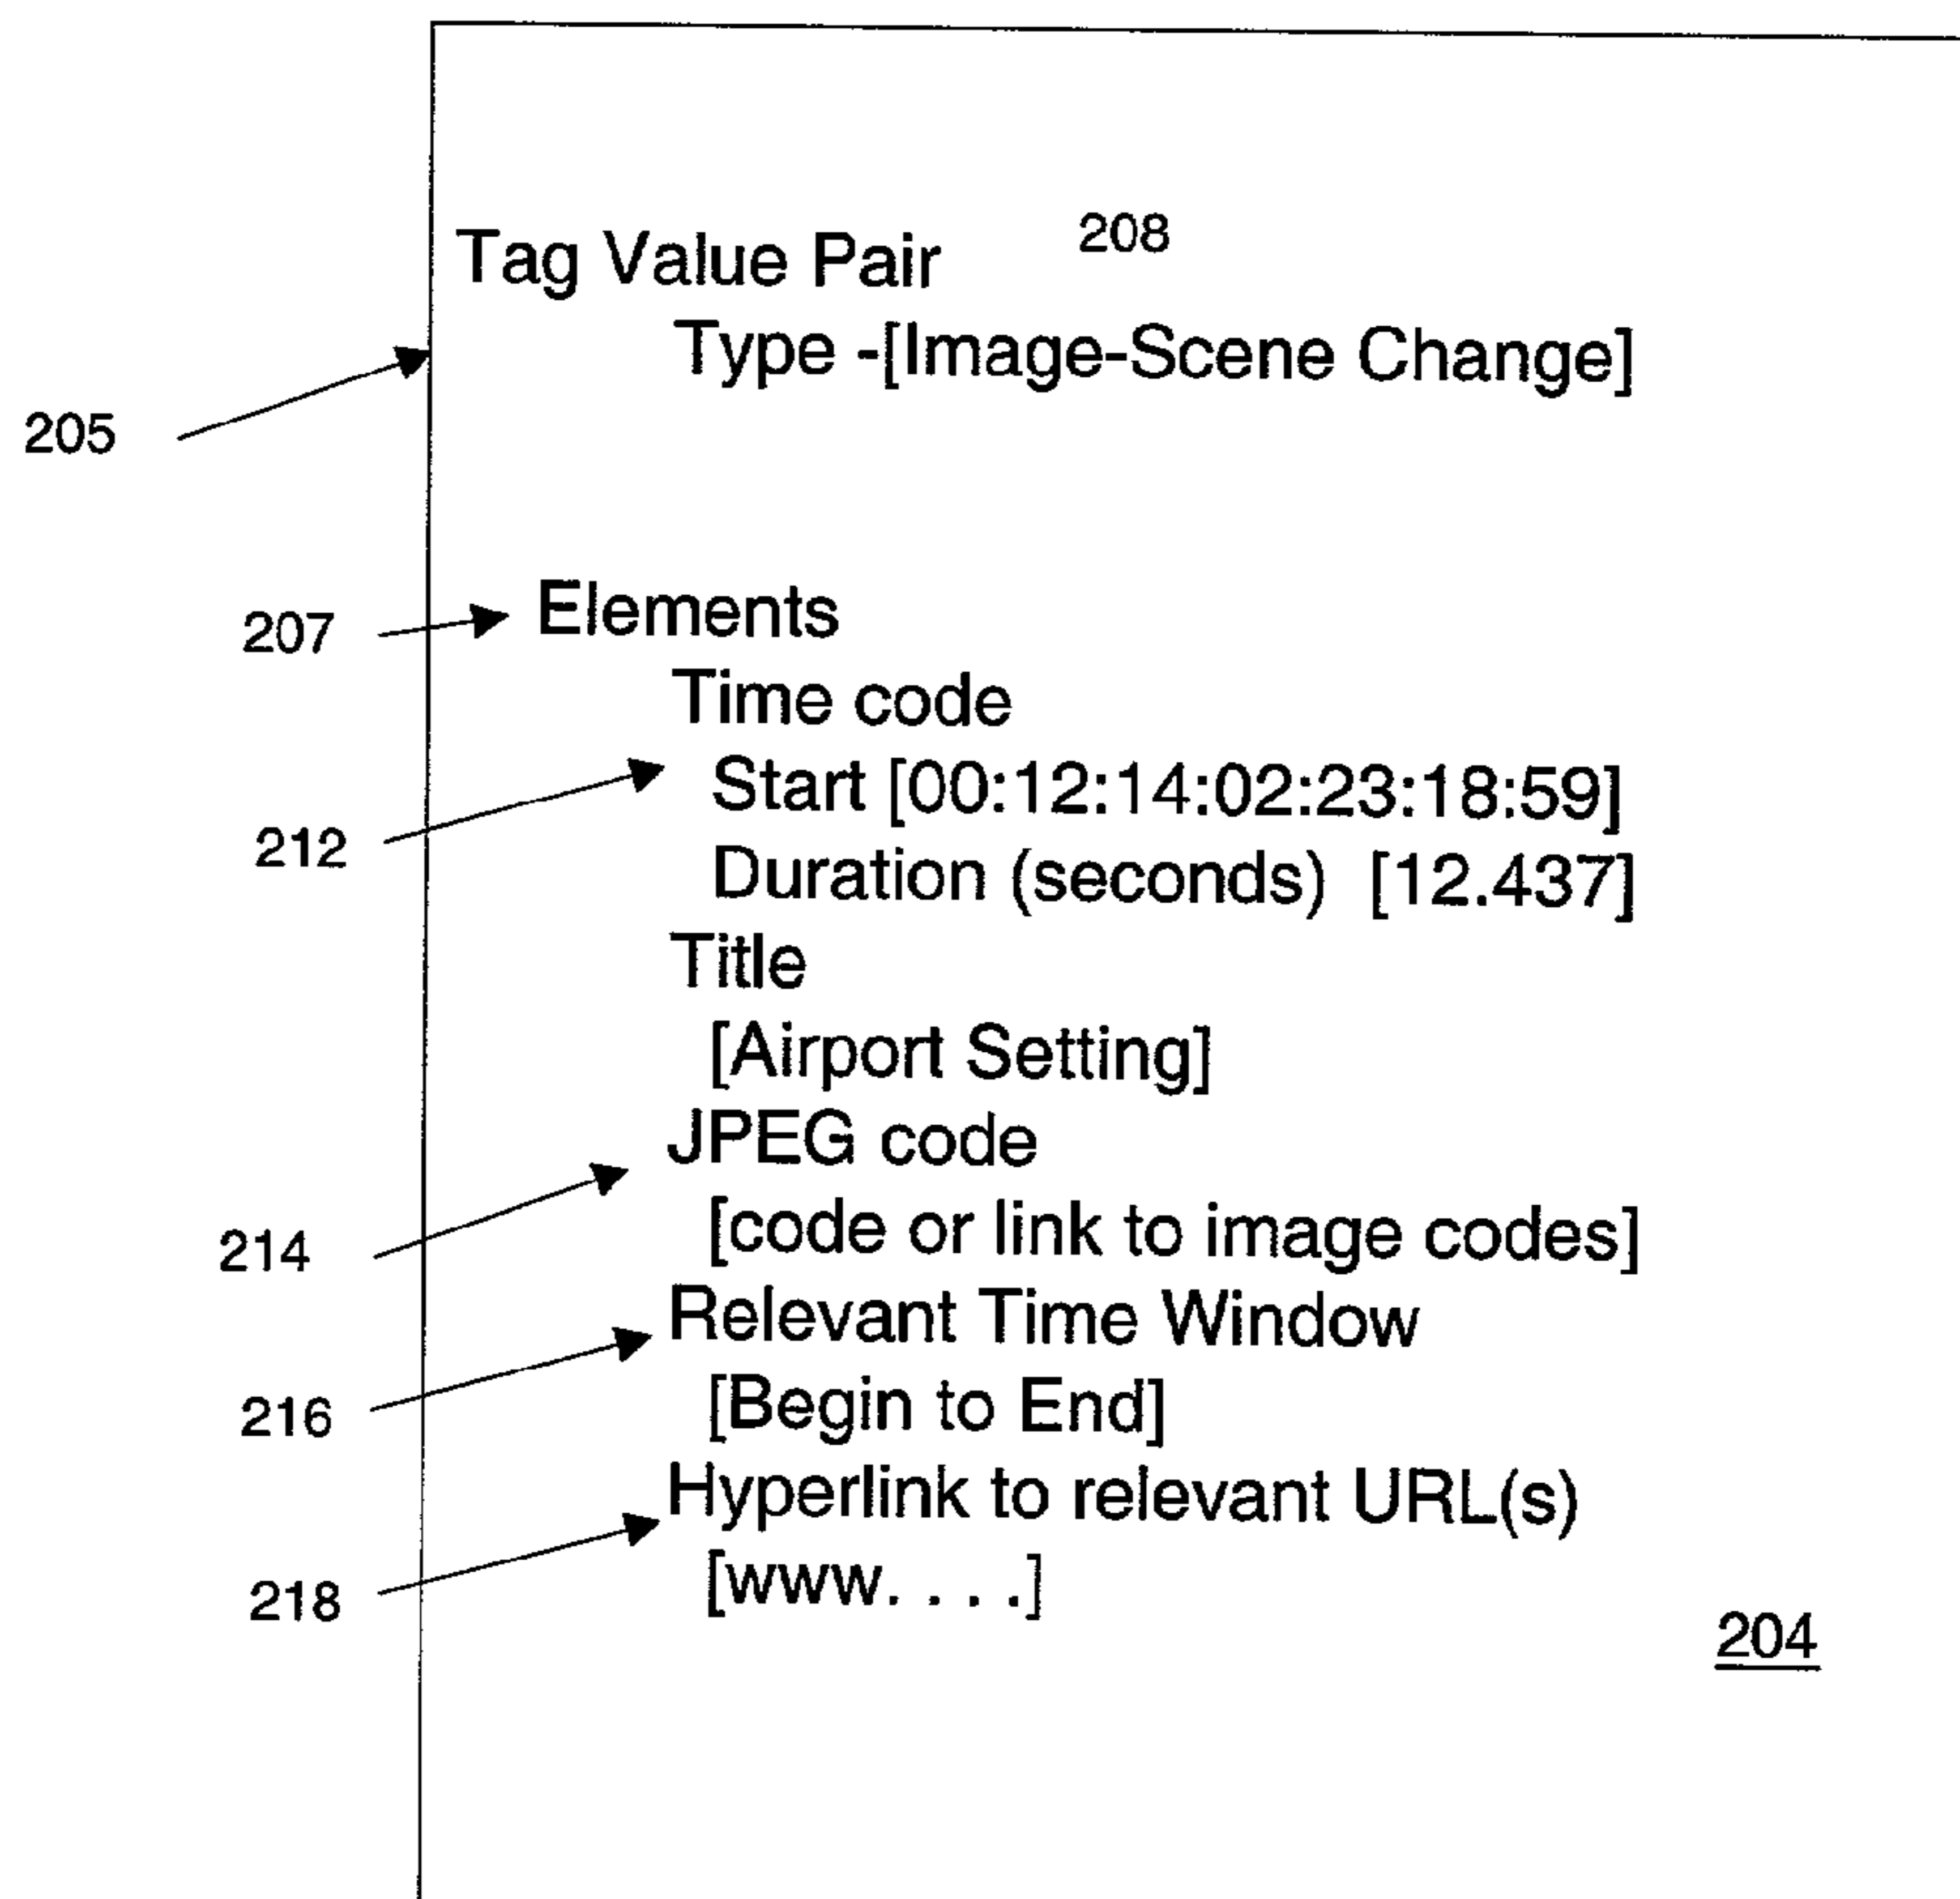 Tag Value Pair 208
Type -[Image-Scene Change]
205
207 Elements
Time code
Start [00:12:14:02:23:18:59]
212
Duration (seconds) [12.437]
Title
[Airport Setting]
JPEG code
[code or link to image codes]
214
Relevant Time Window
[Begin to End]
216
Hyperlink to relevant URL(s)
[www. . . .]
218
204